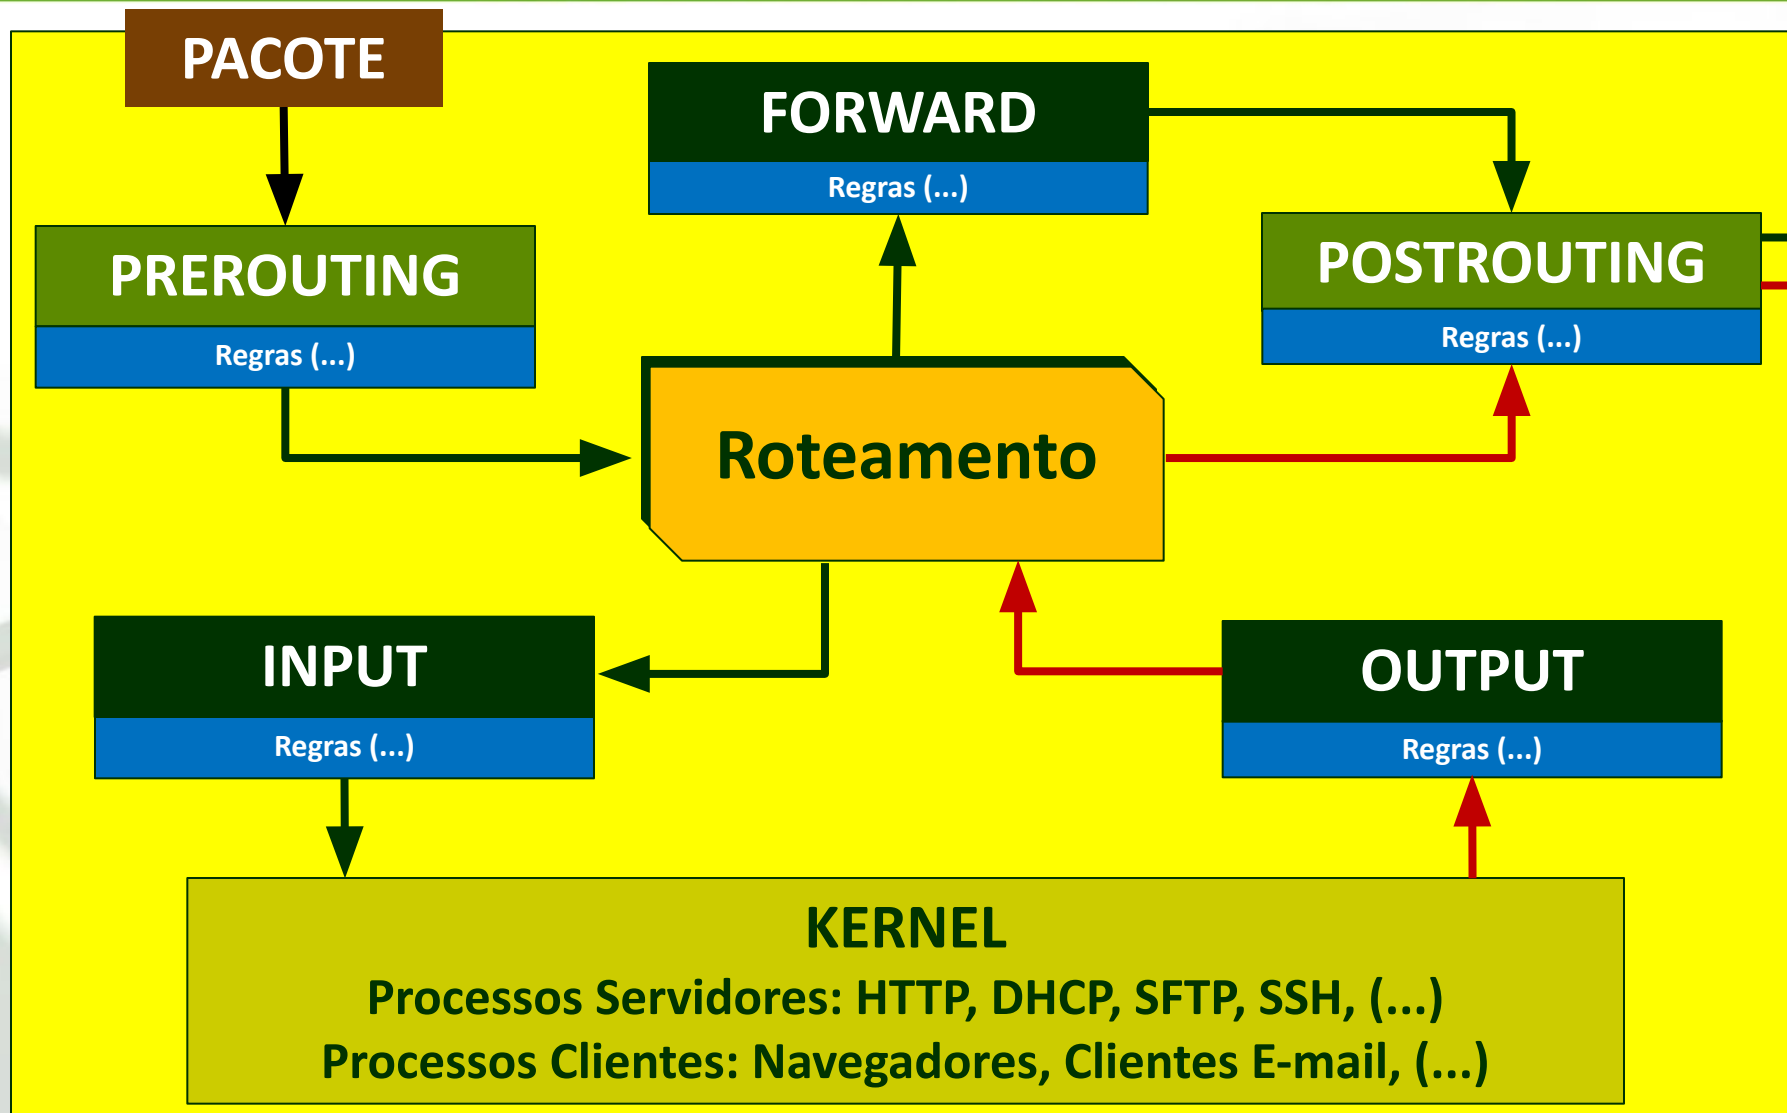 PACOTE
FORWARD
Regras (...)
PREROUTING
Regras (...)
POSTROUTING
Regras (...)
Roteamento
INPUT
Regras (...)
OUTPUT
Regras (...)
KERNEL
Processos Servidores: HTTP, DHCP, SFTP, SSH, (...)
Processos Clientes: Navegadores, Clientes E-mail, (...)